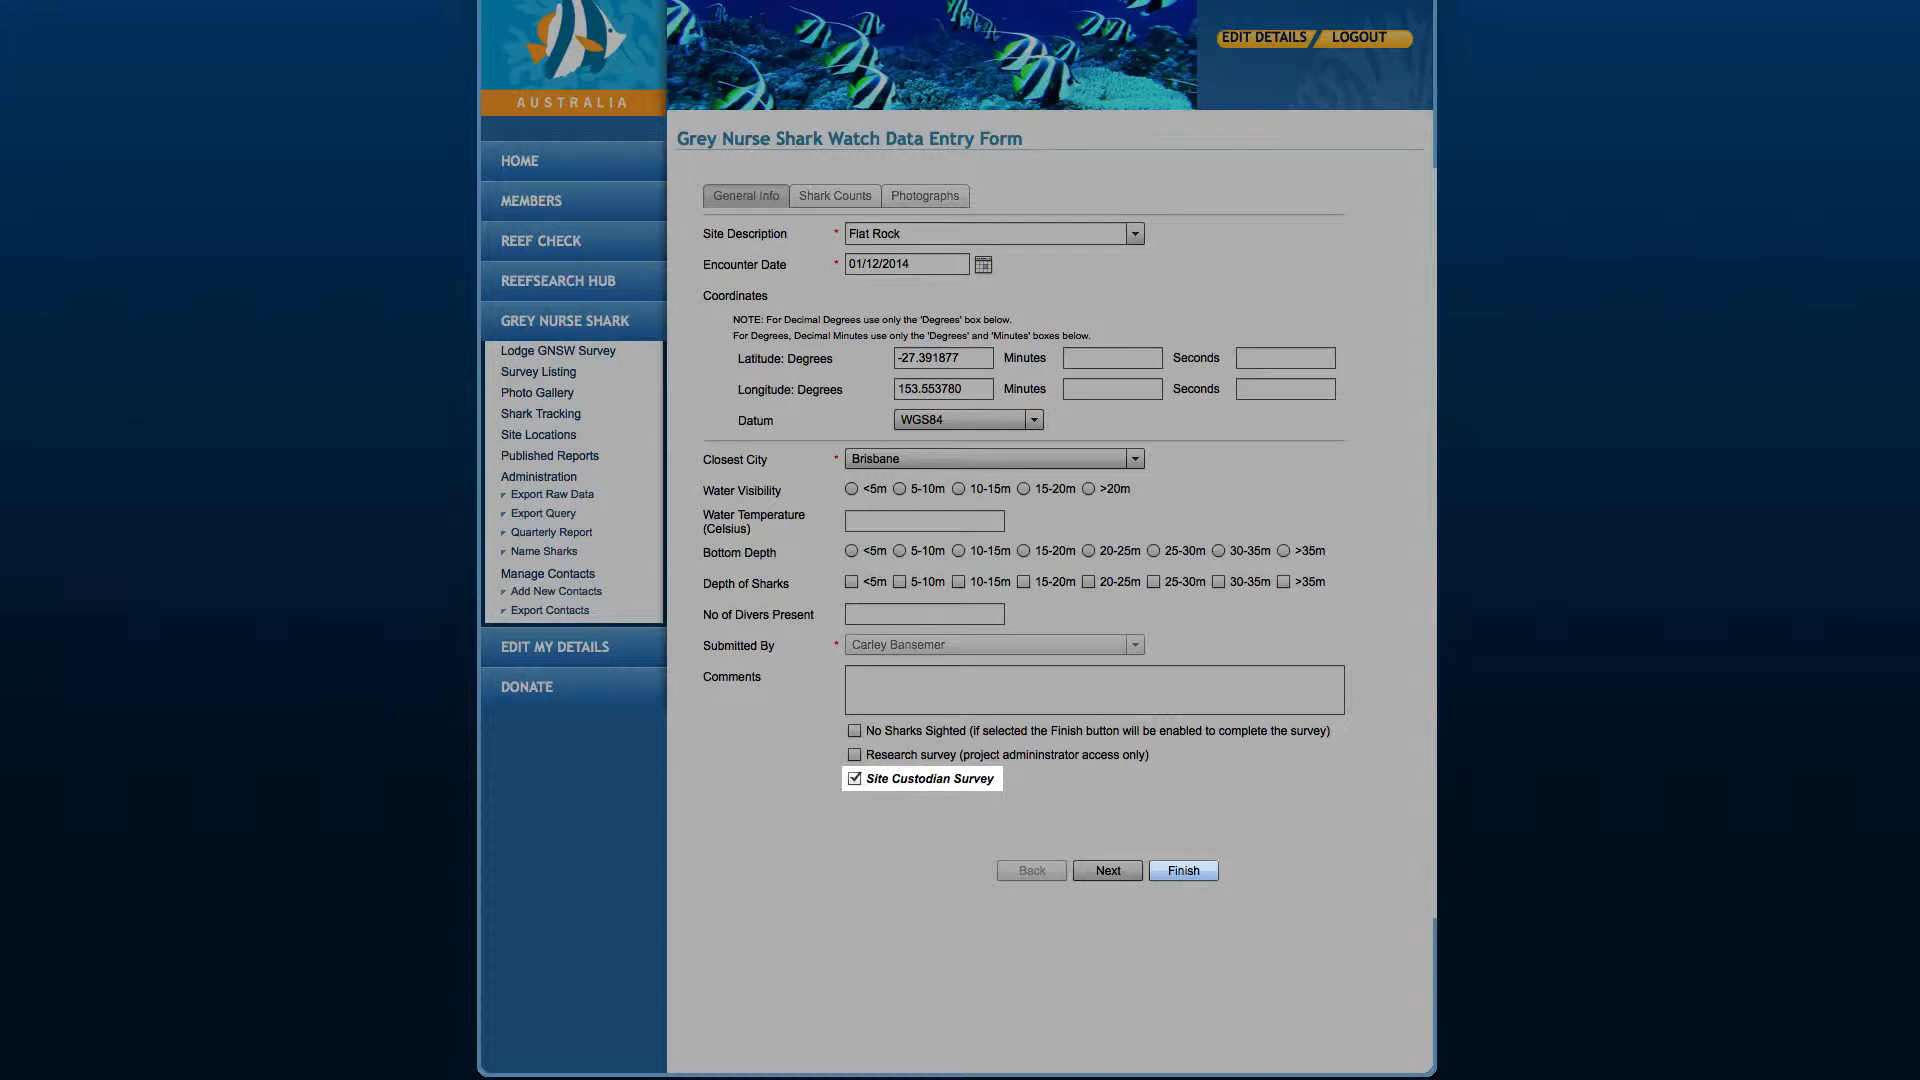 EDIT DETAILS LOGOUT
AUSTRALIA
Grey Nurse Shark Watch Data Entry Form
HOME
MEMBERS
REEF CHECK
REEFSEARCH HUB
GREY NURSE SHARK
Lodge GNSW Survey
Survey Listing
Photo Gallery
Shark Tracking
Site Locations
Published Reports
Administration
Export Raw Data
Export Query
Quarterly Report
Name Sharks
Manage Contacts
Add New Contacts
Export Contacts
EDIT MY DETAILS
DONATE
General Info Shark Counts Photographs
Site Description * Flat Rock
Encounter Date * 01/12/2014
Coordinates
NOTE: For Decimal Degrees use only the 'Degrees' box below.
For Degrees, Decimal Minutes use only the 'Degrees' and 'Minutes' boxes below.
Latitude: Degrees -27.391877 Minutes Seconds
Longitude: Degrees 153.553780 Minutes Seconds
Datum WGS84
Closest City * Brisbane
Water Visibility <5m 5-10m 10-15m 15-20m >20m
Water Temperature
(Celsius)
Bottom Depth <5m 5-10m 10-15m 15-20m 20-25m 25-30m 30-35m >35m
Depth of Sharks <5m 5-10m 10-15m 15-20m 20-25m 25-30m 30-35m >35m
No of Divers Present
Submitted By * Carley Bansemer
Comments
No Sharks Sighted (if selected the Finish button will be enabled to complete the survey)
Research survey (project admininstrator access only)
Site Custodian Survey
Back Next Finish